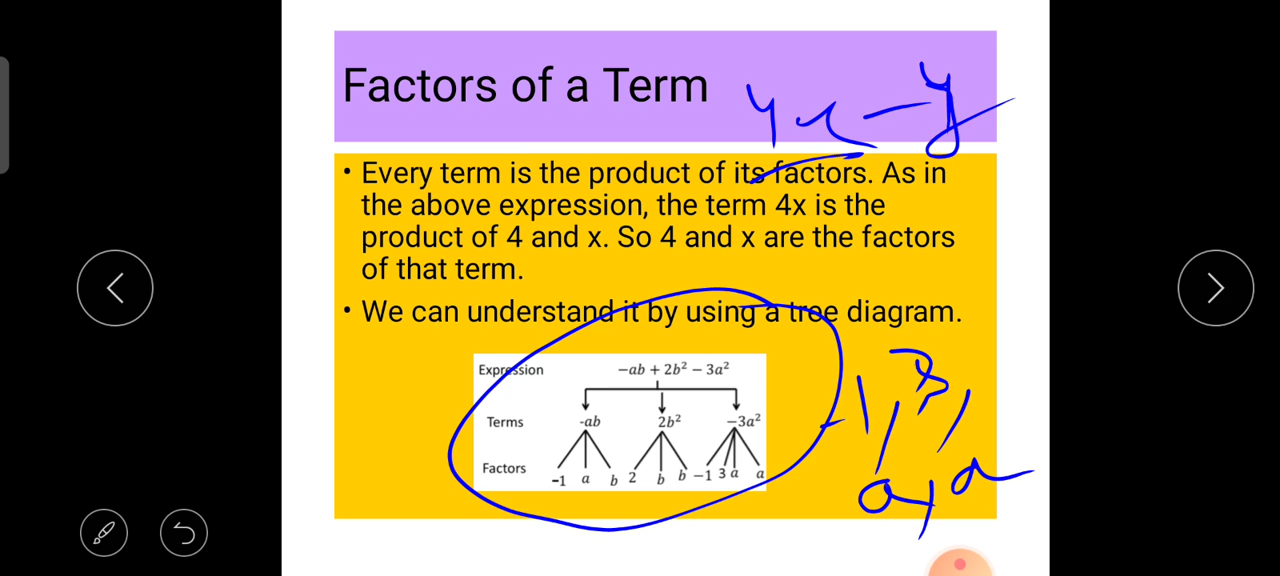 Factors of a Term
4x - y
• Every term is the product of its factors. As in
the above expression, the term 4x is the
product of 4 and x. So 4 and x are the factors
of that term.
• We can understand it by using a tree diagram.
Expression −ab + 2b² − 3a²
Terms -ab 2b² −3a²
Factors −1 a b 2 b b −1 3 a a
-1, 3,
a, a